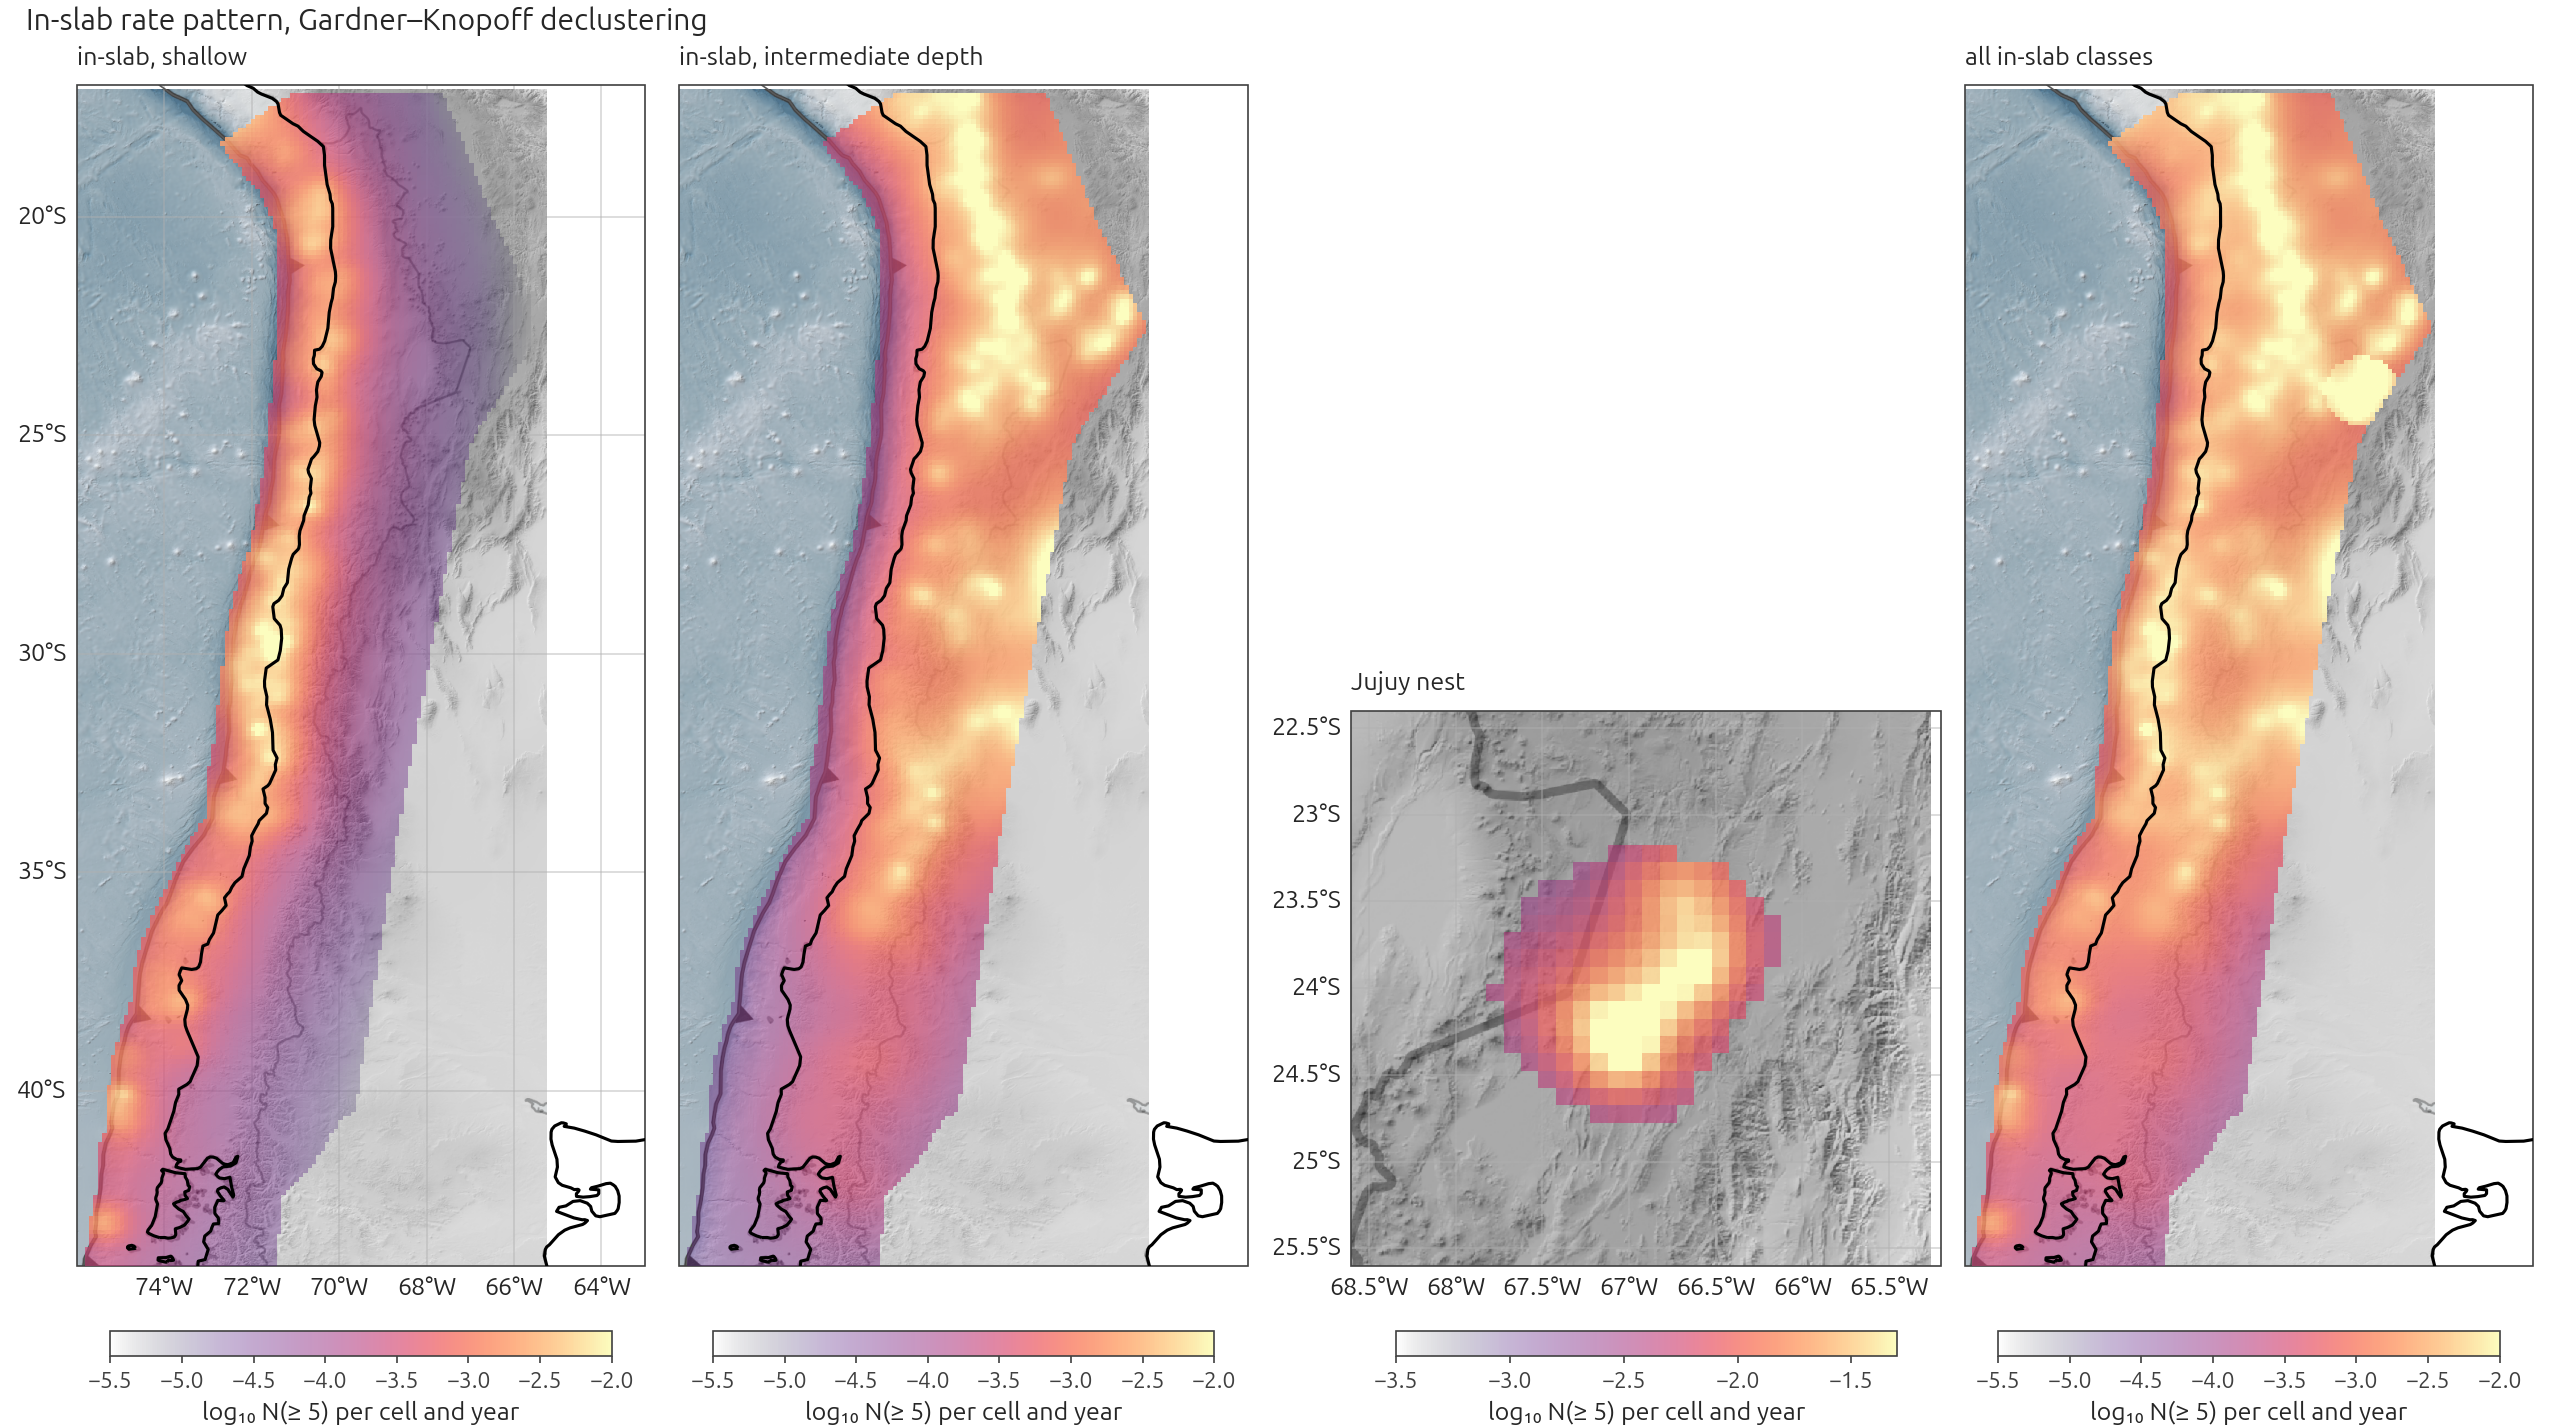 In-slab rate pattern, Gardner–Knopoff declustering
in-slab, shallow
in-slab, intermediate depth
all in-slab classes
20°S
25°S
30°S
35°S
40°S
74°W 72°W 70°W 68°W 66°W 64°W
Jujuy nest
22.5°S
23°S
23.5°S
24°S
24.5°S
25°S
25.5°S
68.5°W 68°W 67.5°W 67°W 66.5°W 66°W 65.5°W
−5.5 −5.0 −4.5 −4.0 −3.5 −3.0 −2.5 −2.0
log₁₀ N(≥ 5) per cell and year
−5.5 −5.0 −4.5 −4.0 −3.5 −3.0 −2.5 −2.0
log₁₀ N(≥ 5) per cell and year
−3.5 −3.0 −2.5 −2.0 −1.5
log₁₀ N(≥ 5) per cell and year
−5.5 −5.0 −4.5 −4.0 −3.5 −3.0 −2.5 −2.0
log₁₀ N(≥ 5) per cell and year